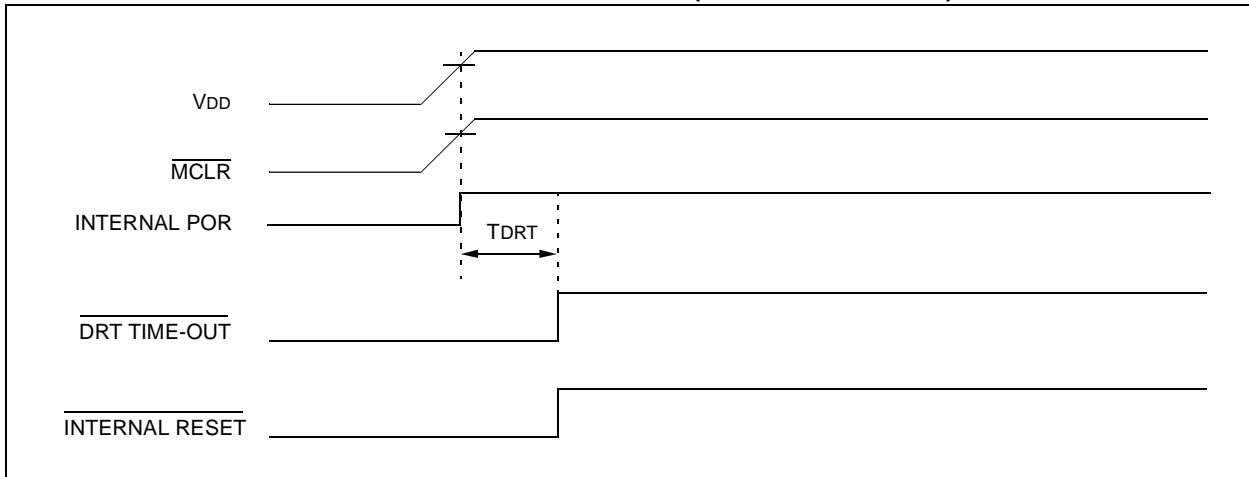 VDD
MCLR
INTERNAL POR
TDRT
DRT TIME-OUT
INTERNAL RESET